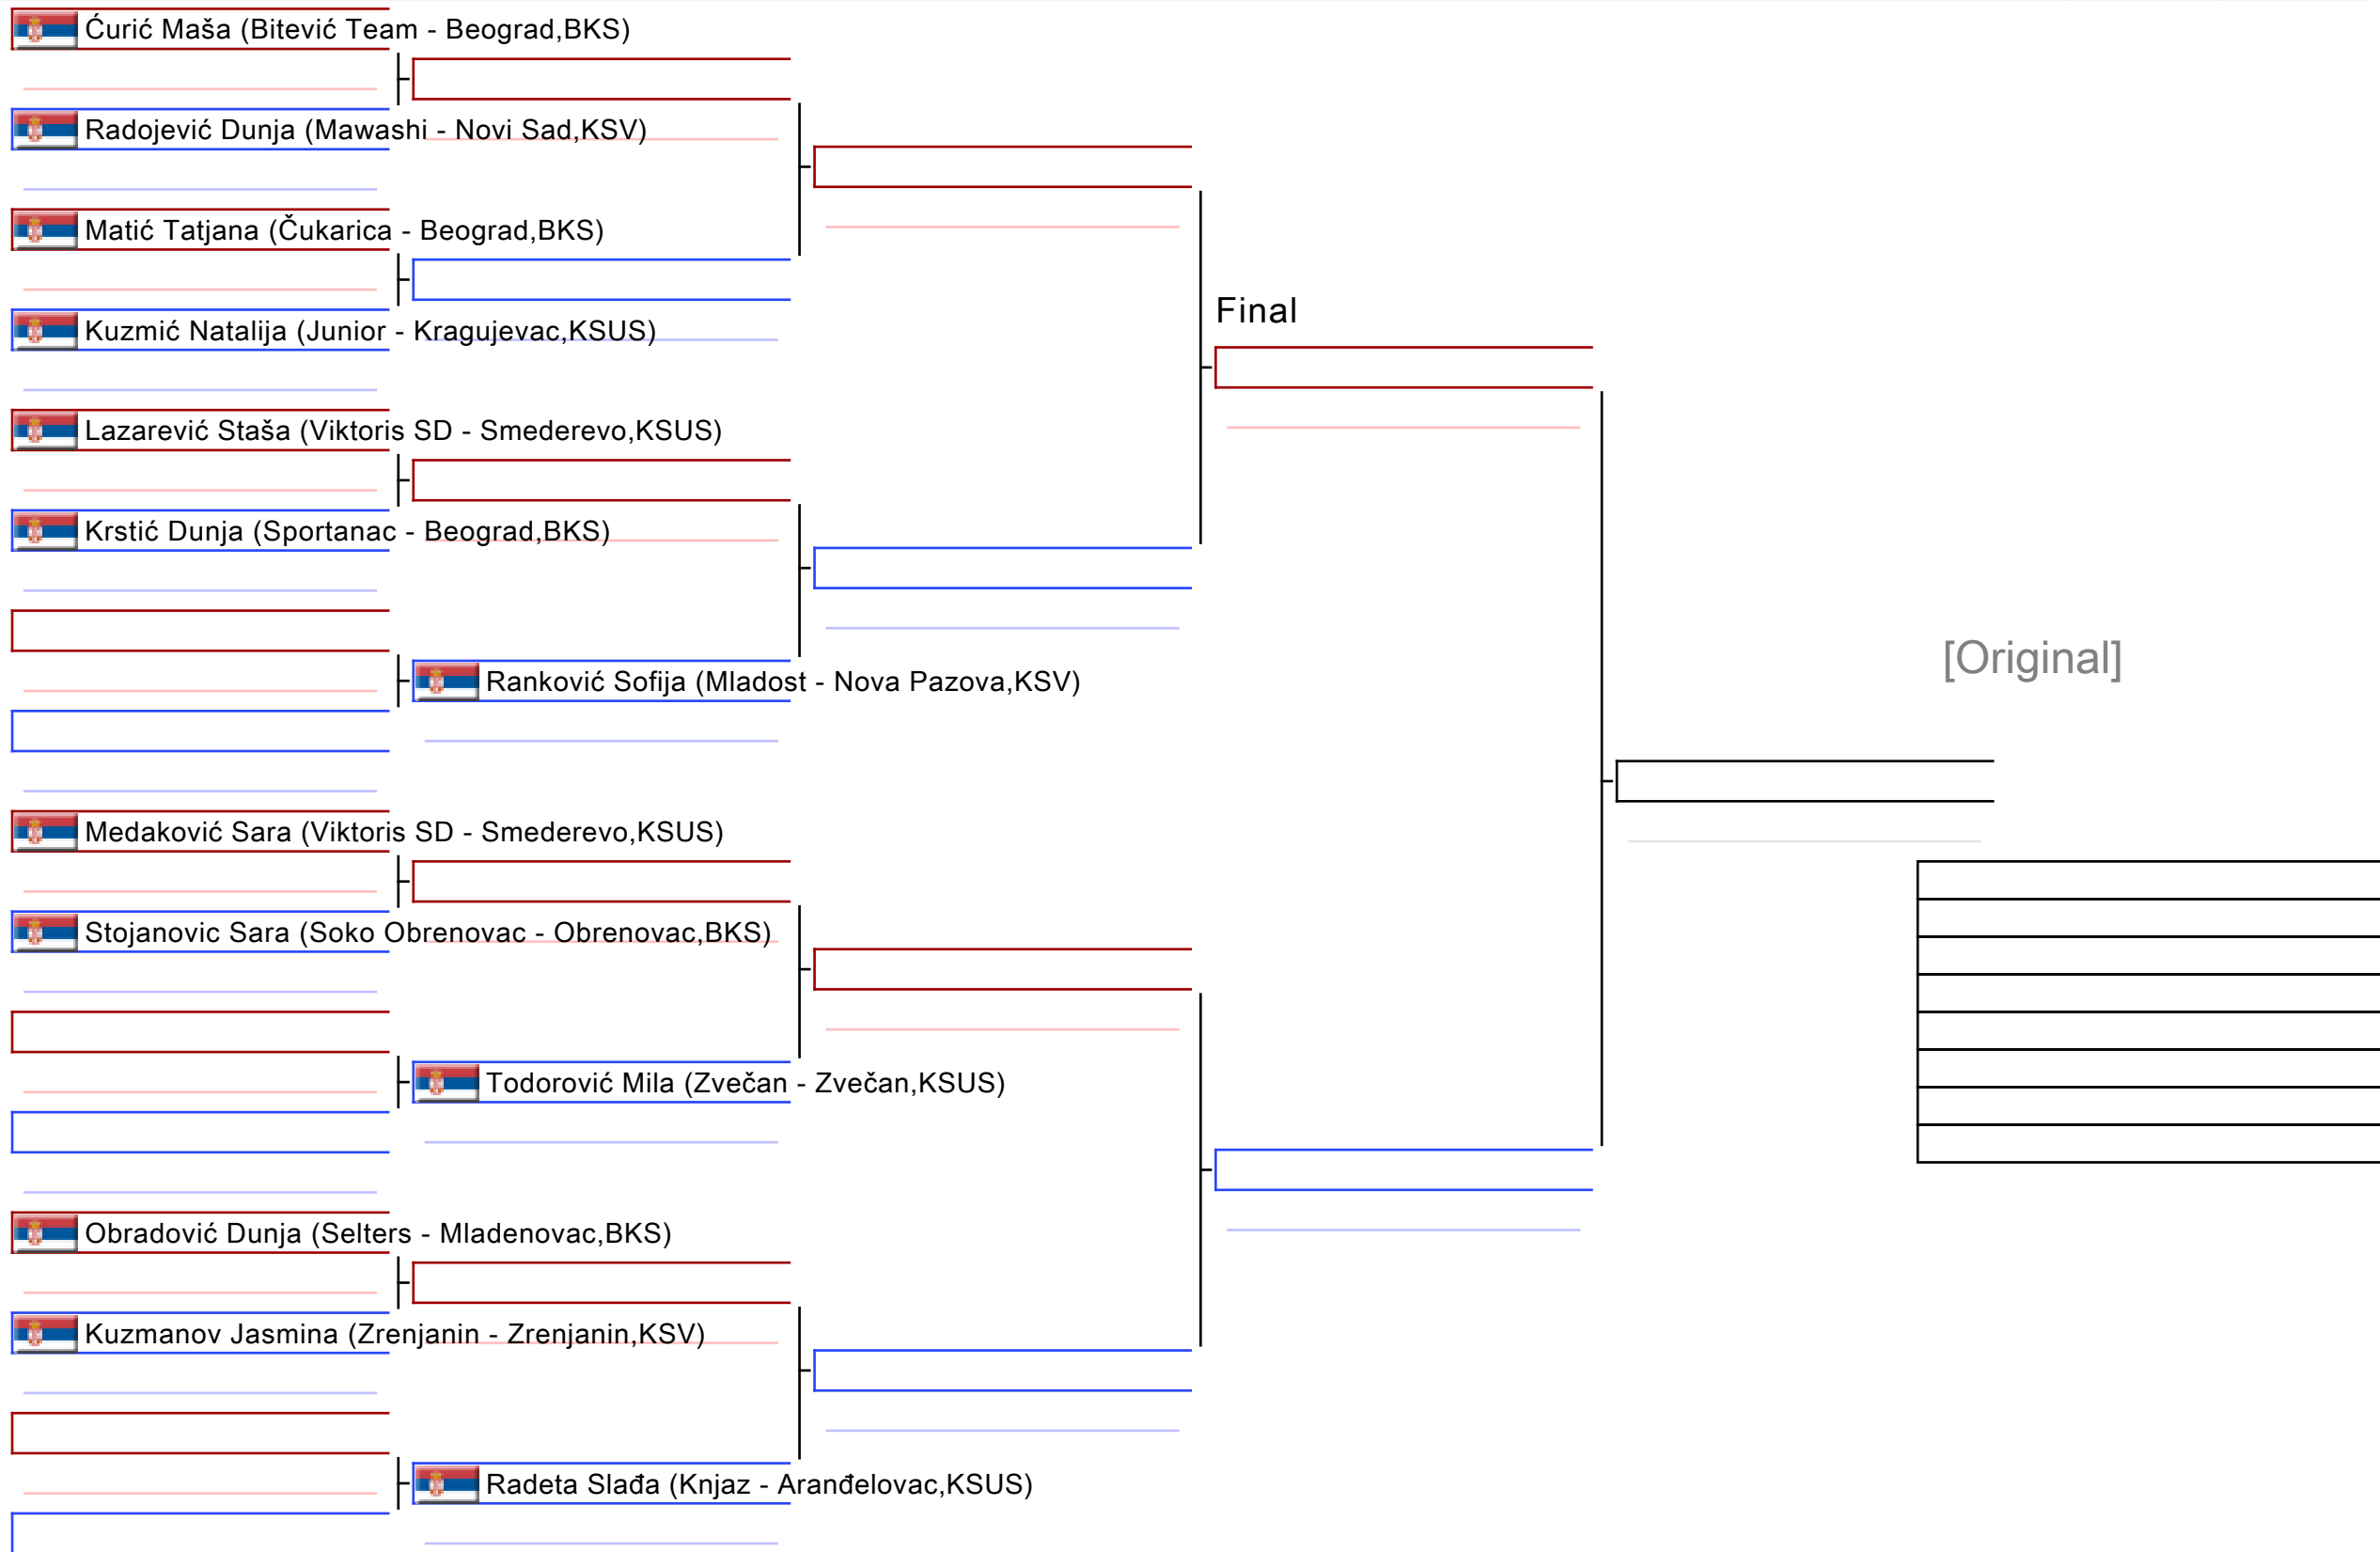 Ćurić Maša (Bitević Team - Beograd,BKS)
Radojević Dunja (Mawashi - Novi Sad,KSV)
Matić Tatjana (Čukarica - Beograd,BKS)
Final
Kuzmić Natalija (Junior - Kragujevac,KSUS)
Lazarević Staša (Viktoris SD - Smederevo,KSUS)
Krstić Dunja (Sportanac - Beograd,BKS)
[Original]
Ranković Sofija (Mladost - Nova Pazova,KSV)
Medaković Sara (Viktoris SD - Smederevo,KSUS)
Stojanovic Sara (Soko Obrenovac - Obrenovac,BKS)
Todorović Mila (Zvečan - Zvečan,KSUS)
Obradović Dunja (Selters - Mladenovac,BKS)
Kuzmanov Jasmina (Zrenjanin - Zrenjanin,KSV)
Radeta Slađa (Knjaz - Aranđelovac,KSUS)